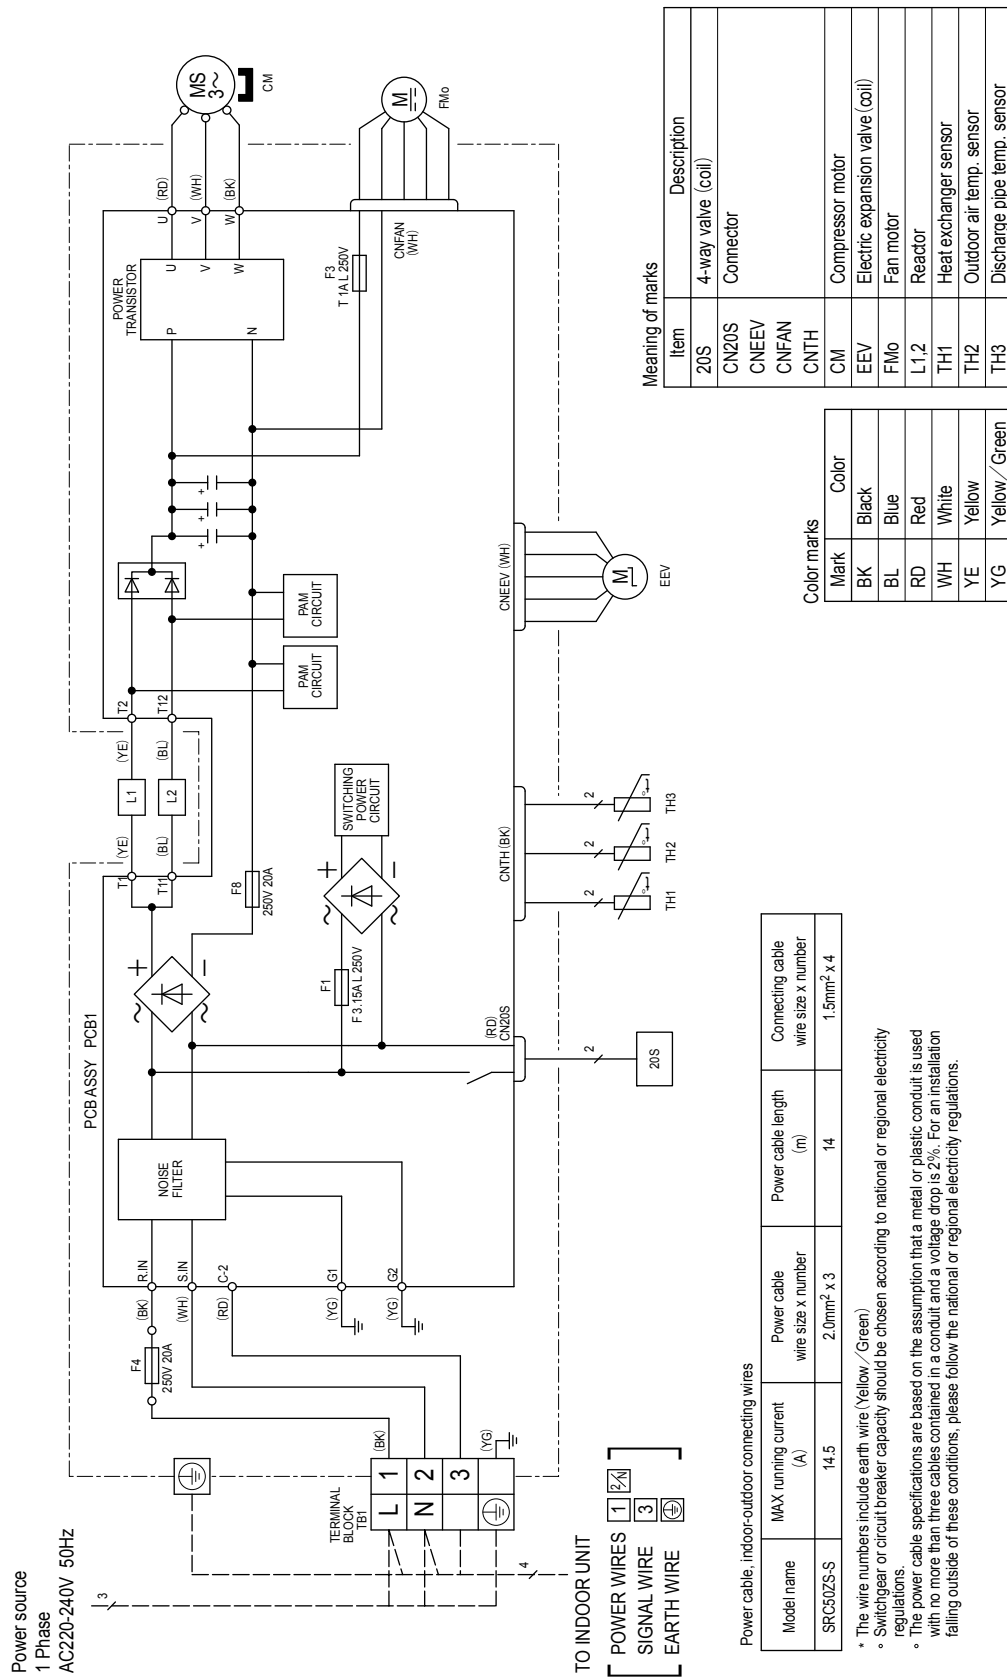 Power source
1 Phase
AC220-240V 50Hz
3
4
TO INDOOR UNIT
POWER WIRES 1 2/N
SIGNAL WIRE 3
EARTH WIRE
TERMINAL
BLOCK
TB1
L 1
N 2
3
(BK)
(YG)
F4
250V 20A
(BK)
(WH)
(RD)
(YG)
(YG)
R.IN
S.IN
C-2
G1
G2
PCB ASSY PCB1
NOISE
FILTER
F1
F 3.15A L 250V
SWITCHING
POWER
CIRCUIT
F8
250V 20A
T1
T11
(YE)
(BL)
L1
L2
(YE)
(BL)
T2
T12
PAM
CIRCUIT
PAM
CIRCUIT
POWER
TRANSISTOR
P
N
U
V
W
U
V
W
(RD)
(WH)
(BK)
MS
3~
CM
F3
T 1A L 250V
CNFAN
(WH)
M
FMo
(RD)
CN20S
2
20S
CNTH (BK)
2
2
2
TH1
TH2
TH3
CNEEV (WH)
M
EEV
Power cable, indoor-outdoor connecting wires
Model name
MAX running current
(A)
Power cable
wire size x number
Power cable length
(m)
Connecting cable
wire size x number
SRC50ZS-S
14.5
2.0mm² x 3
14
1.5mm² x 4
* The wire numbers include earth wire (Yellow/Green)
◦ Switchgear or circuit breaker capacity should be chosen according to national or regional electricity
regulations.
◦ The power cable specifications are based on the assumption that a metal or plastic conduit is used
with no more than three cables contained in a conduit and a voltage drop is 2%. For an installation
falling outside of these conditions, please follow the national or regional electricity regulations.
Color marks
Mark Color
BK Black
BL Blue
RD Red
WH White
YE Yellow
YG Yellow/Green
Meaning of marks
Item Description
20S 4-way valve (coil)
CN20S Connector
CNEEV
CNFAN
CNTH
CM Compressor motor
EEV Electric expansion valve (coil)
FMo Fan motor
L1,2 Reactor
TH1 Heat exchanger sensor
TH2 Outdoor air temp. sensor
TH3 Discharge pipe temp. sensor